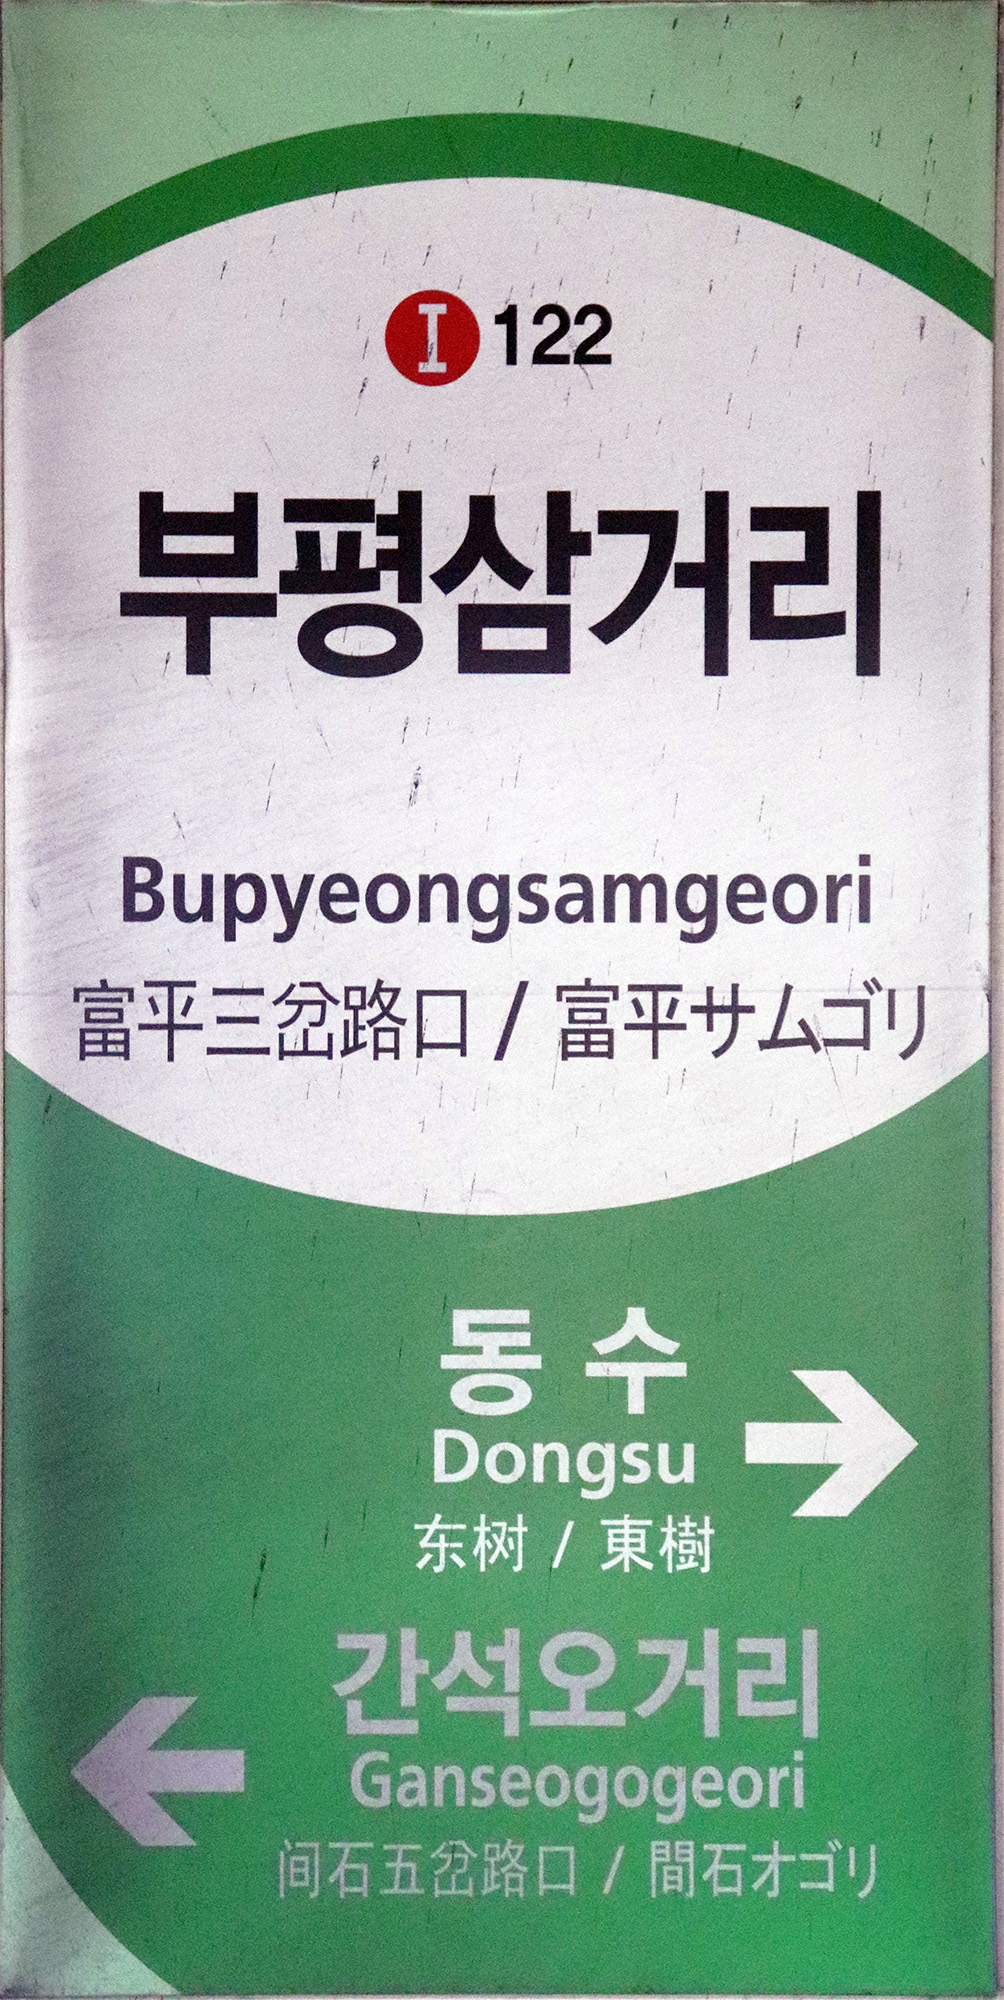 I 122
부평삼거리
Bupyeongsamgeori
富平三岔路口 / 富平サムゴリ
동 수
Dongsu
东树 / 東樹
간석오거리
Ganseogogeori
间石五岔路口 / 間石オゴリ